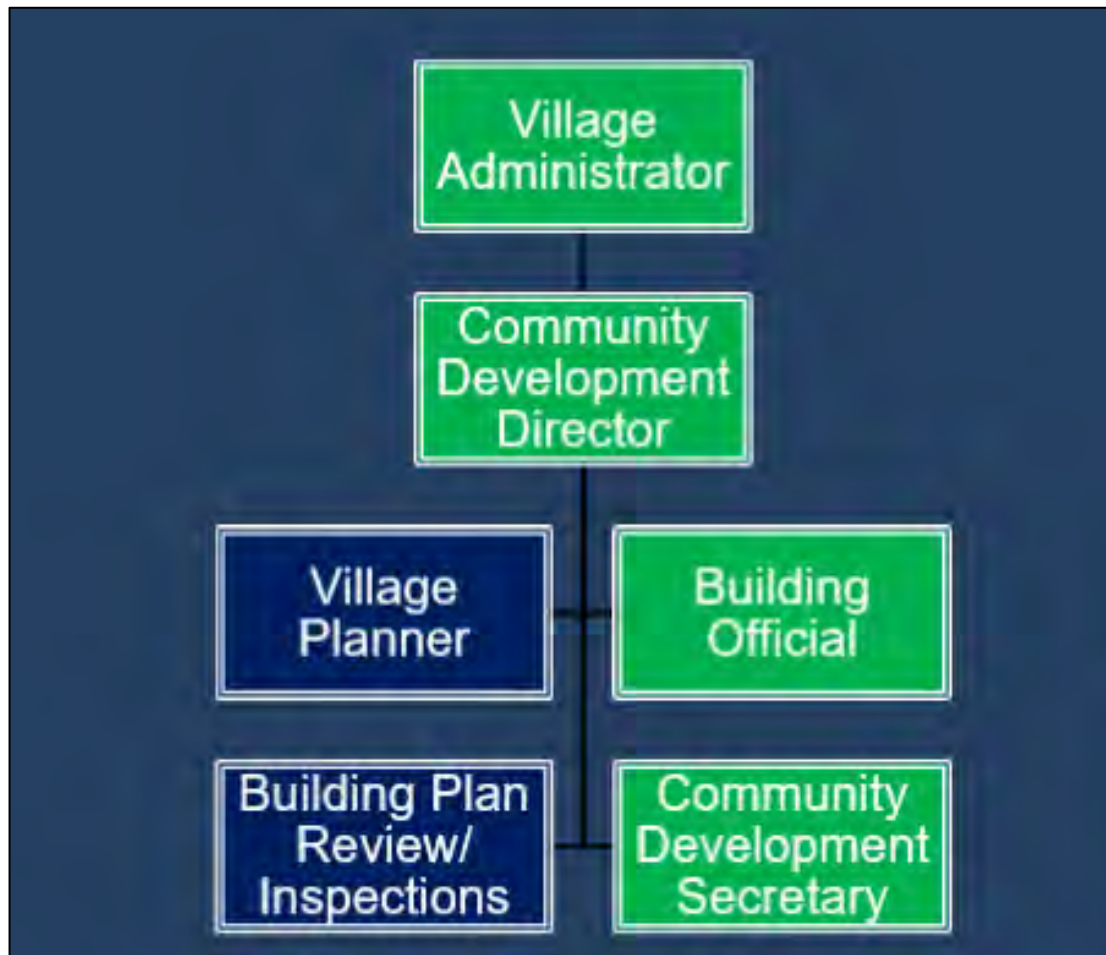 Village
Administrator
Community
Development
Director
Village
Planner
Building
Official
Building Plan
Review/
Inspections
Community
Development
Secretary